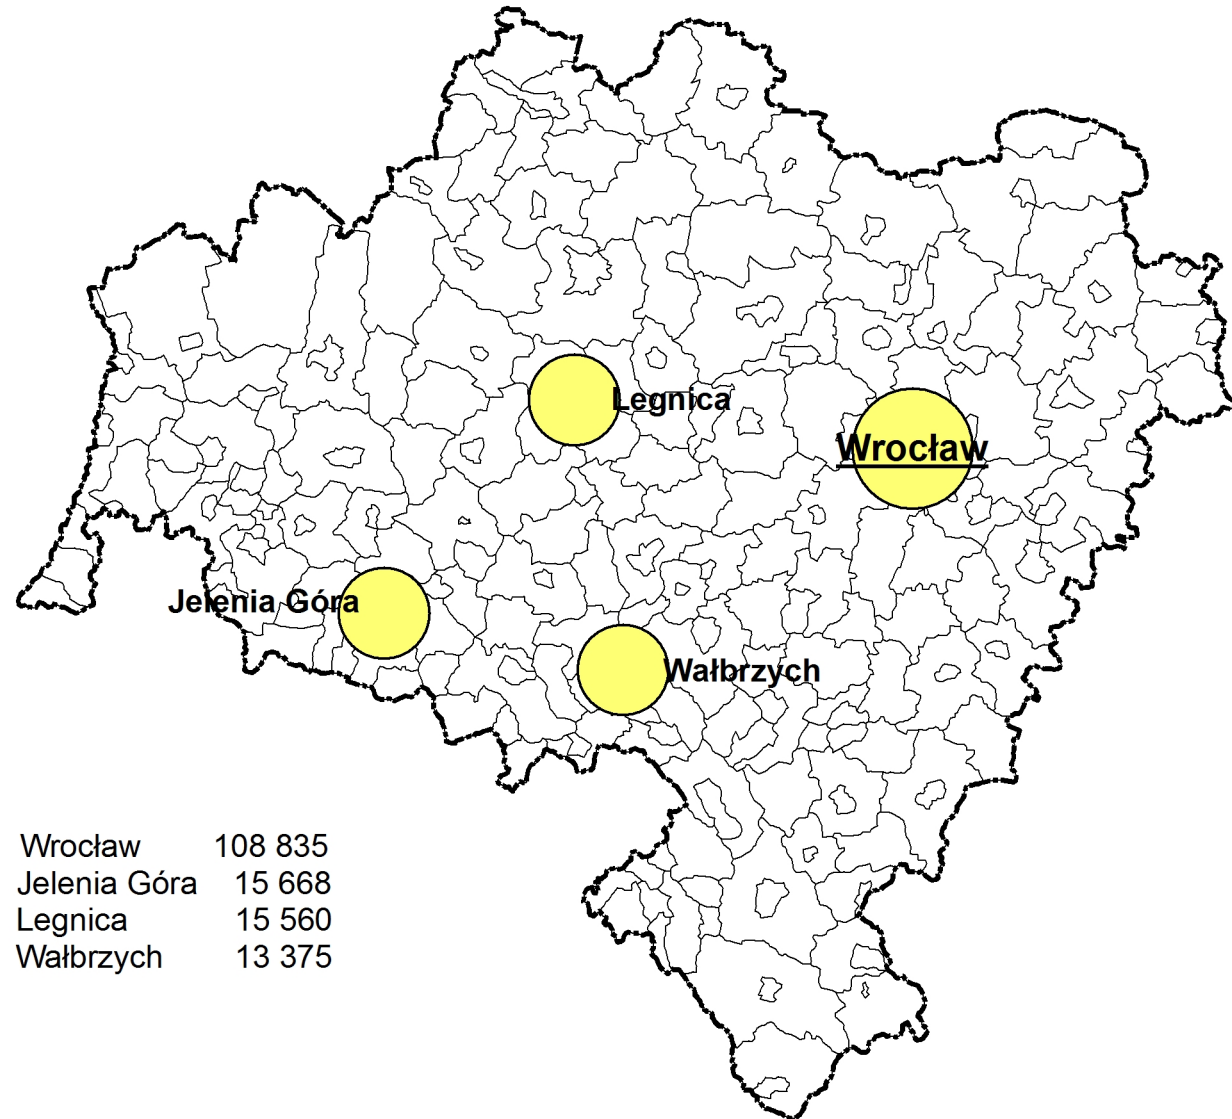 Legnica
Wrocław
Jelenia Góra
Wałbrzych
Wrocław 108 835
Jelenia Góra 15 668
Legnica 15 560
Wałbrzych 13 375